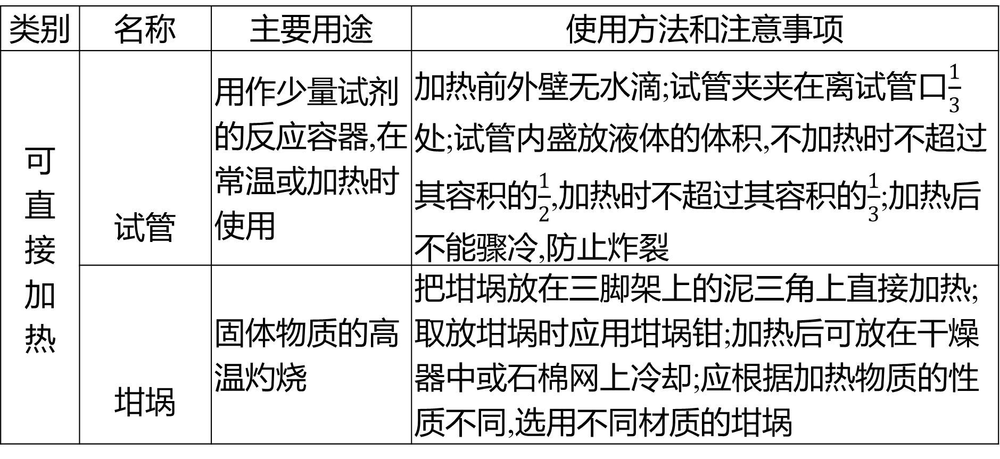 类别 名称 主要用途 使用方法和注意事项
可
直
接
加
热
试管
用作少量试剂
的反应容器,在
常温或加热时
使用
加热前外壁无水滴;试管夹夹在离试管口1/3
处;试管内盛放液体的体积,不加热时不超过
其容积的1/2,加热时不超过其容积的1/3;加热后
不能骤冷,防止炸裂
坩埚
固体物质的高
温灼烧
把坩埚放在三脚架上的泥三角上直接加热;
取放坩埚时应用坩埚钳;加热后可放在干燥
器中或石棉网上冷却;应根据加热物质的性
质不同,选用不同材质的坩埚